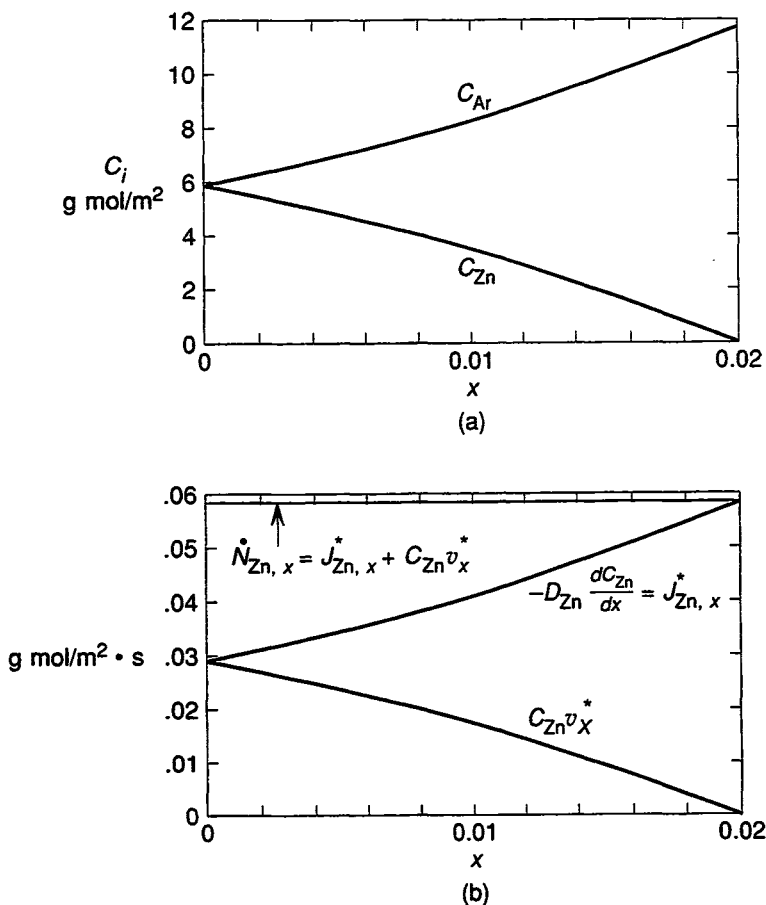 12
10
8
6
4
2
0
C_i
g mol/m²
C_Ar
C_Zn
0
0.01
0.02
x
(a)
.06
.05
.04
.03
.02
.01
0
g mol/m² • s
Ṅ_Zn, x = J*_Zn, x + C_Zn v*_x
-D_Zn dC_Zn/dx = J*_Zn, x
C_Zn v*_X
0
0.01
0.02
x
(b)